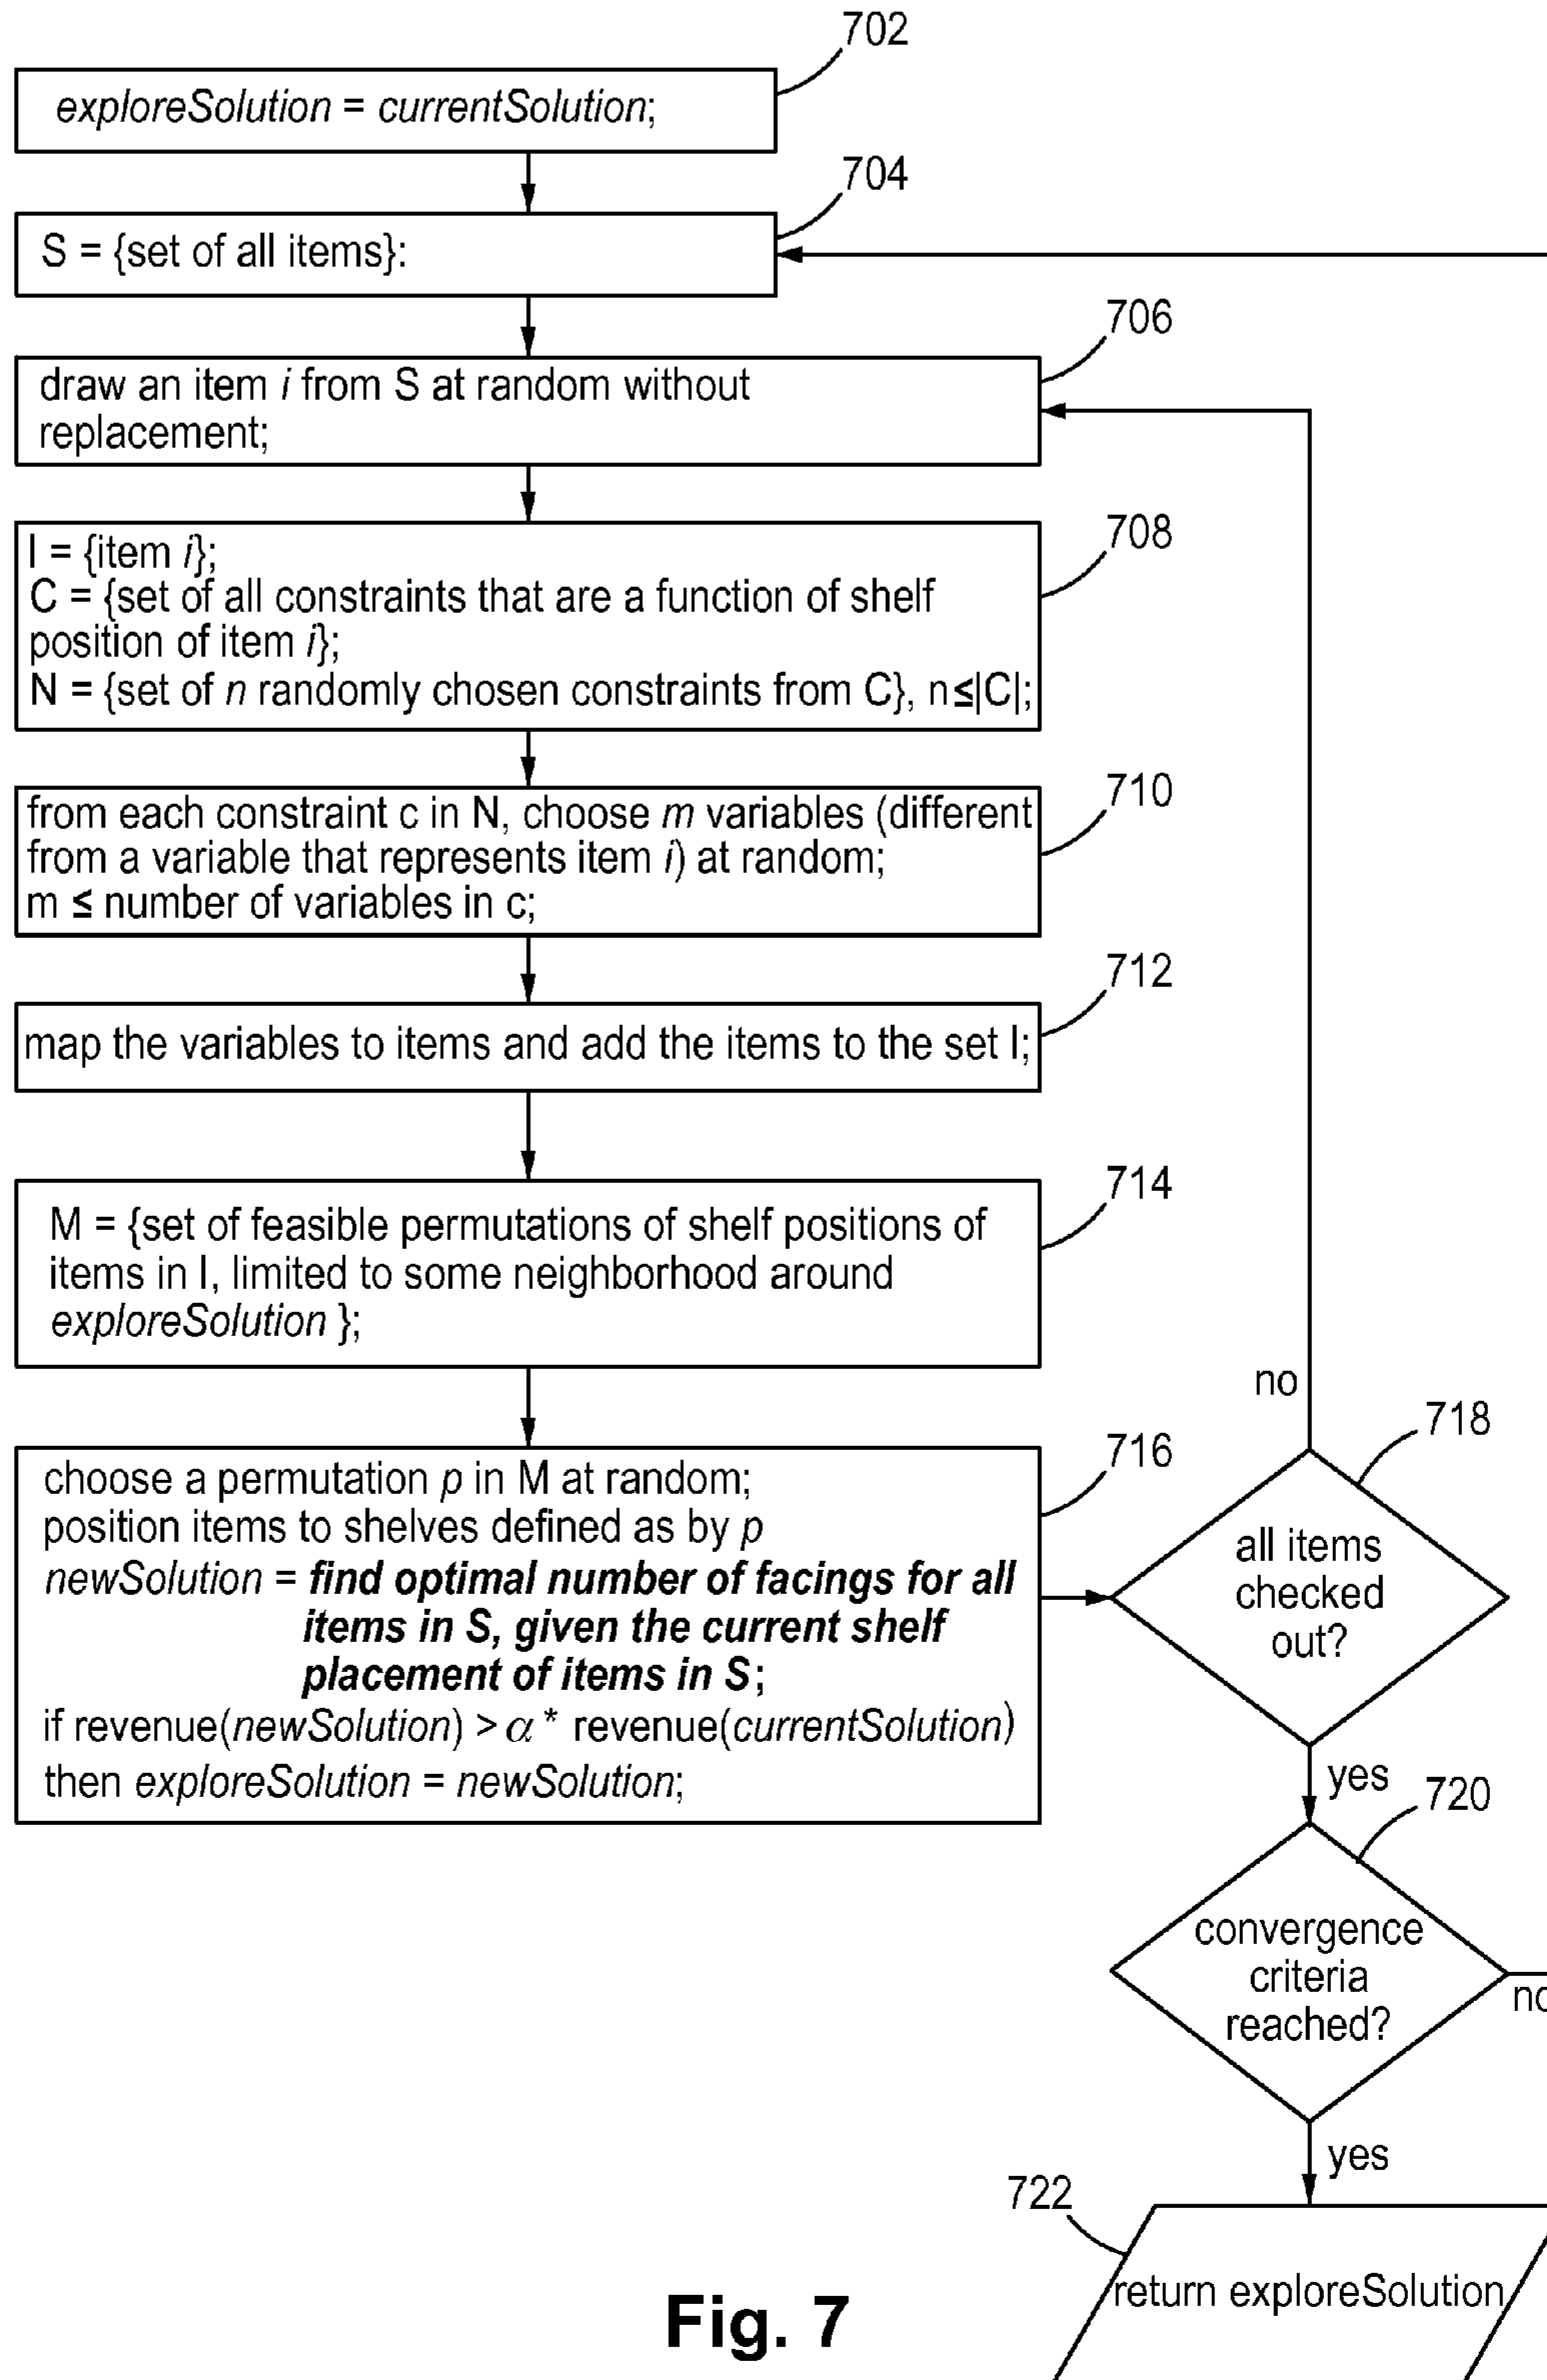 702
exploreSolution = currentSolution;
704
S = {set of all items}:
706
draw an item i from S at random without
replacement;
708
I = {item i};
C = {set of all constraints that are a function of shelf
position of item i};
N = {set of n randomly chosen constraints from C}, n≤|C|;
710
from each constraint c in N, choose m variables (different
from a variable that represents item i) at random;
m ≤ number of variables in c;
712
map the variables to items and add the items to the set I;
714
M = {set of feasible permutations of shelf positions of
items in I, limited to some neighborhood around
exploreSolution };
716
choose a permutation p in M at random;
position items to shelves defined as by p
newSolution = find optimal number of facings for all
items in S, given the current shelf
placement of items in S;
if revenue(newSolution) > α * revenue(currentSolution)
then exploreSolution = newSolution;
no
718
all items
checked
out?
yes
720
convergence
criteria
reached?
no
yes
722
return exploreSolution
Fig. 7